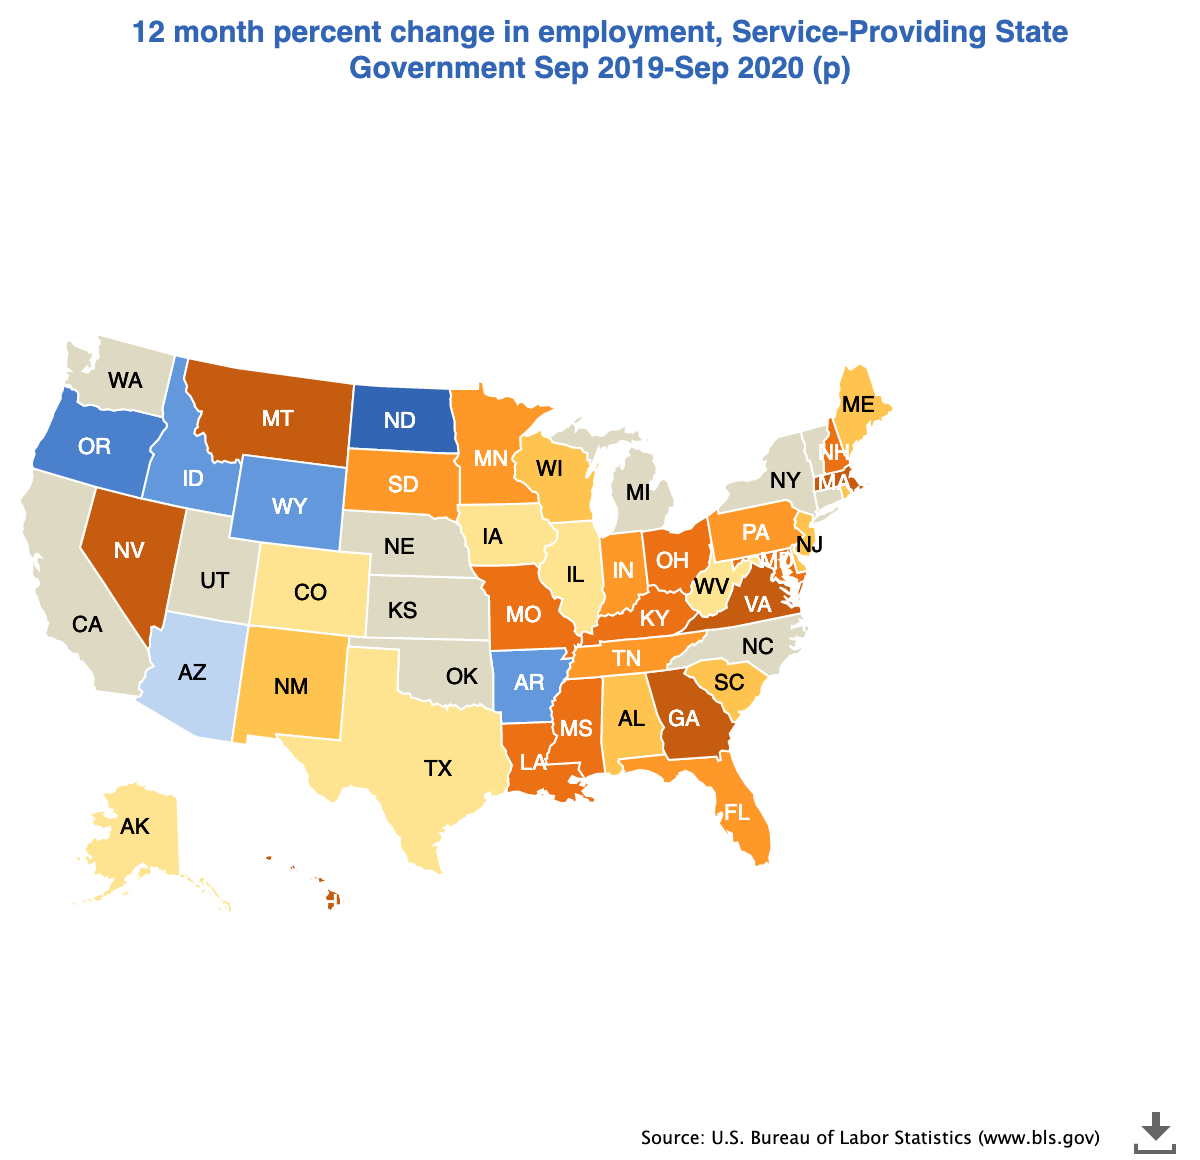 12 month percent change in employment, Service-Providing State
Government Sep 2019-Sep 2020 (p)
WA
MT
ND
OR
ID
WY
SD
MN
WI
MI
NY
NH
ME
MA
NV
UT
CO
NE
KS
IA
IL
IN
OH
PA
NJ
MD
WV
VA
CA
AZ
NM
OK
MO
KY
TN
NC
SC
AR
MS
AL
GA
LA
TX
FL
AK
Source: U.S. Bureau of Labor Statistics (www.bls.gov)